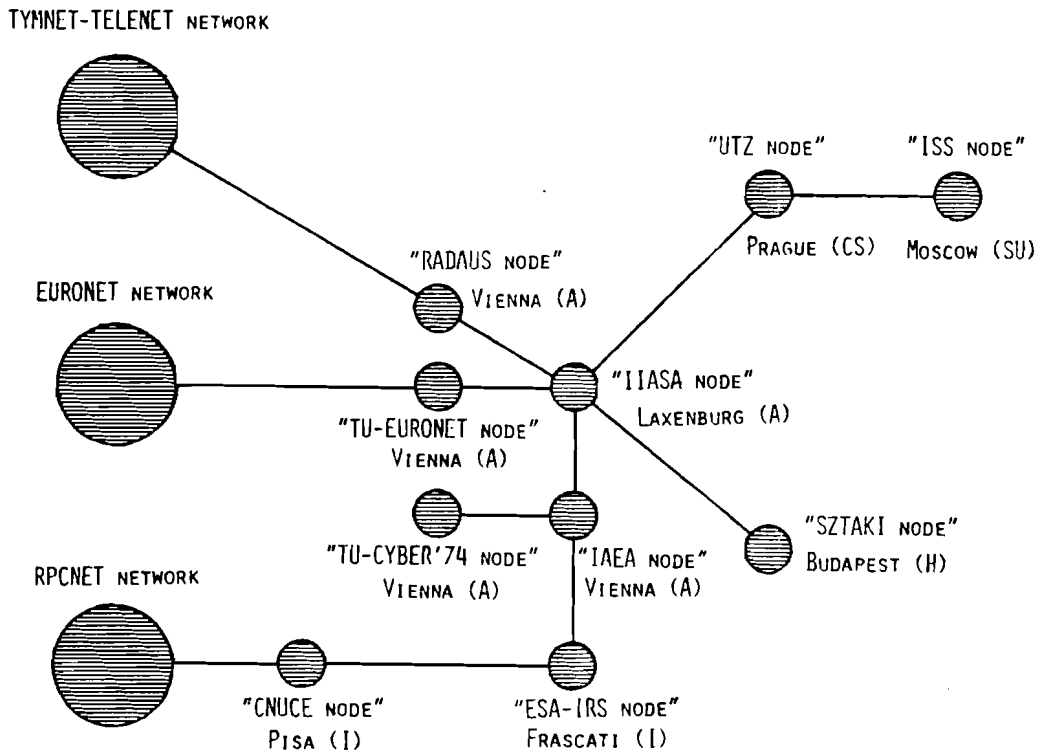 TYMNET-TELENET NETWORK
"UTZ NODE"
"ISS NODE"
PRAGUE (CS)
MOSCOW (SU)
"RADAUS NODE"
VIENNA (A)
EURONET NETWORK
"IIASA NODE"
LAXENBURG (A)
"TU-EURONET NODE"
VIENNA (A)
"SZTAKI NODE"
BUDAPEST (H)
"TU-CYBER'74 NODE"
VIENNA (A)
"IAEA NODE"
VIENNA (A)
RPCNET NETWORK
"CNUCE NODE"
PISA (I)
"ESA-IRS NODE"
FRASCATI (I)